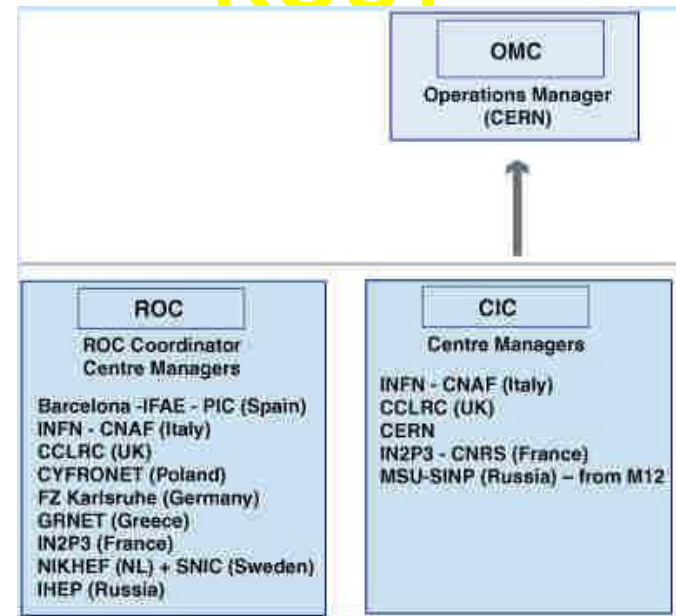 OMC
Operations Manager
(CERN)
ROC
ROC Coordinator
Centre Managers
Barcelona -IFAE - PIC (Spain)
INFN - CNAF (Italy)
CCLRC (UK)
CYFRONET (Poland)
FZ Karlsruhe (Germany)
GRNET (Greece)
IN2P3 (France)
NIKHEF (NL) + SNIC (Sweden)
IHEP (Russia)
CIC
Centre Managers
INFN - CNAF (Italy)
CCLRC (UK)
CERN
IN2P3 - CNRS (France)
MSU-SINP (Russia) – from M12